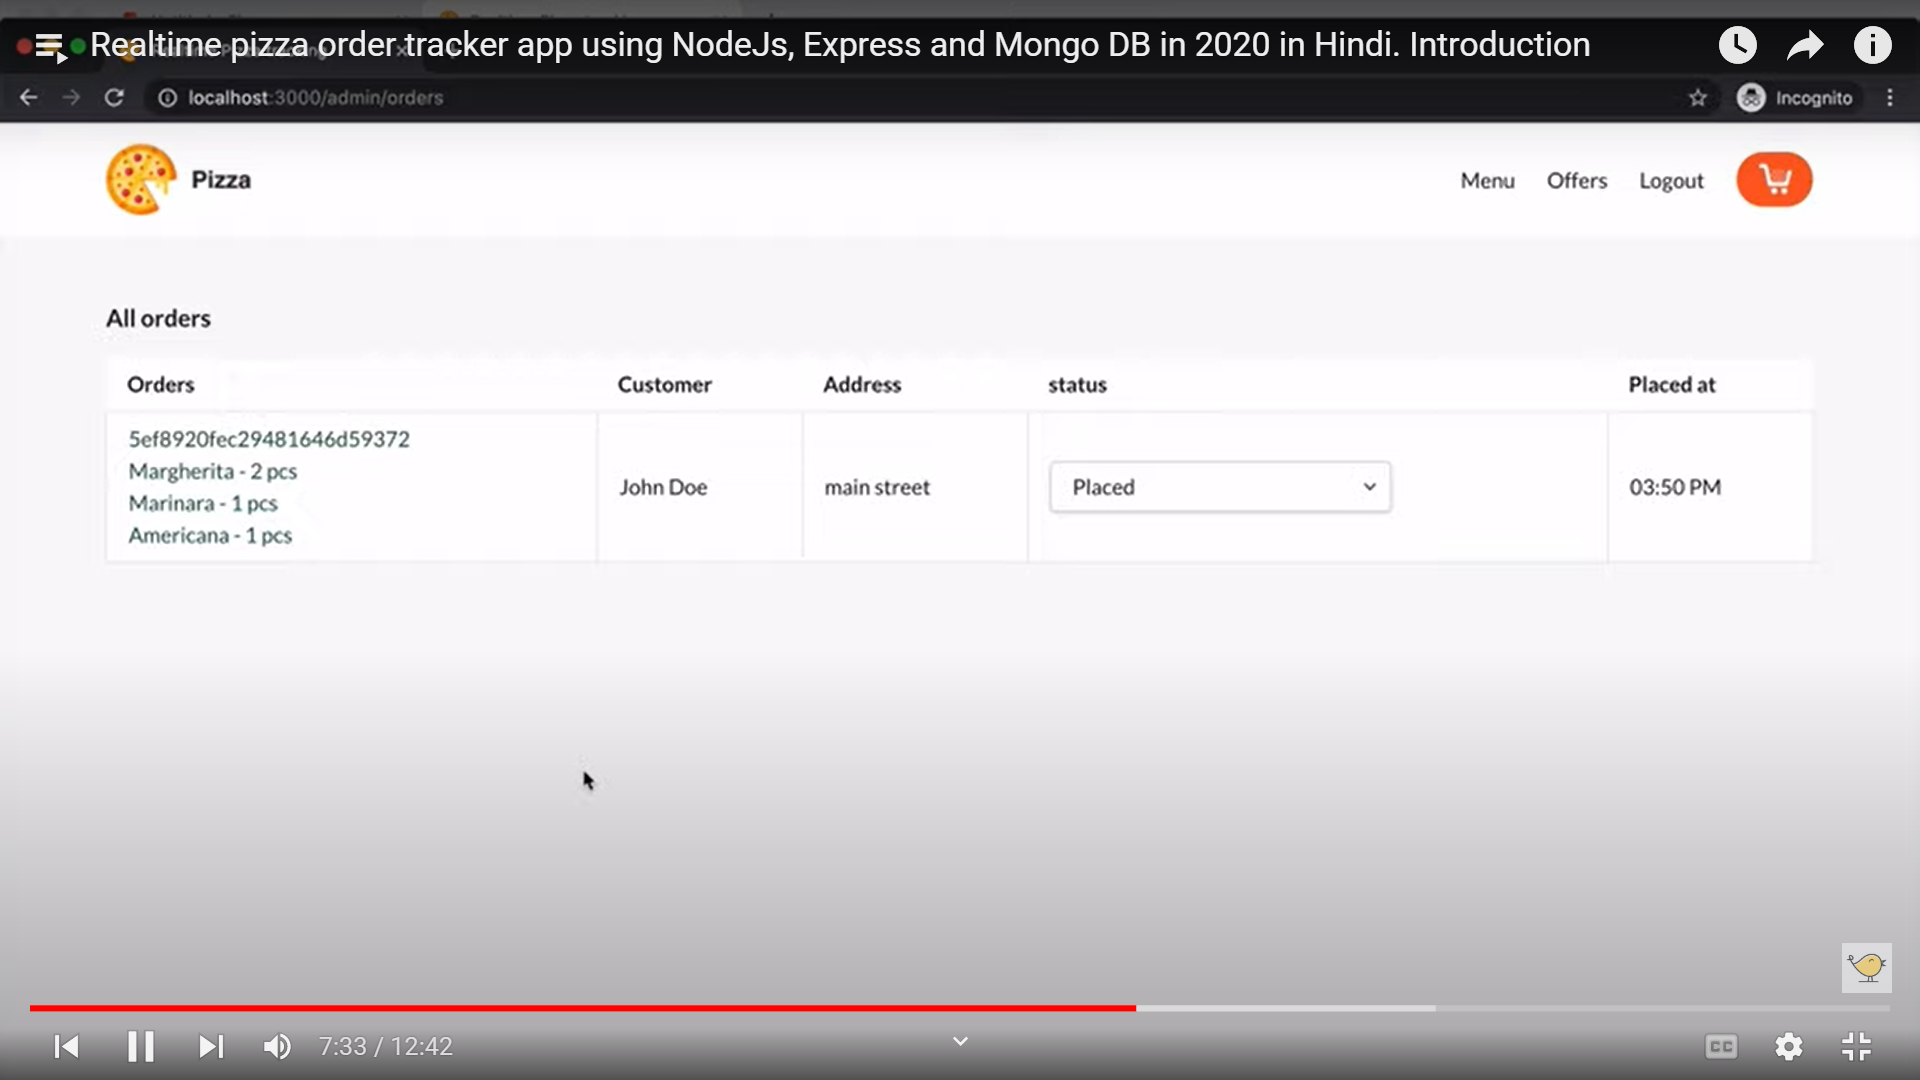 Realtime pizza order tracker app using NodeJs, Express and Mongo DB in 2020 in Hindi. Introduction
localhost:3000/admin/orders
Incognito
Pizza
Menu
Offers
Logout
All orders
Orders
Customer
Address
status
Placed at
5ef8920fec29481646d59372
Margherita - 2 pcs
Marinara - 1 pcs
Americana - 1 pcs
John Doe
main street
Placed
03:50 PM
7:33 / 12:42
CC